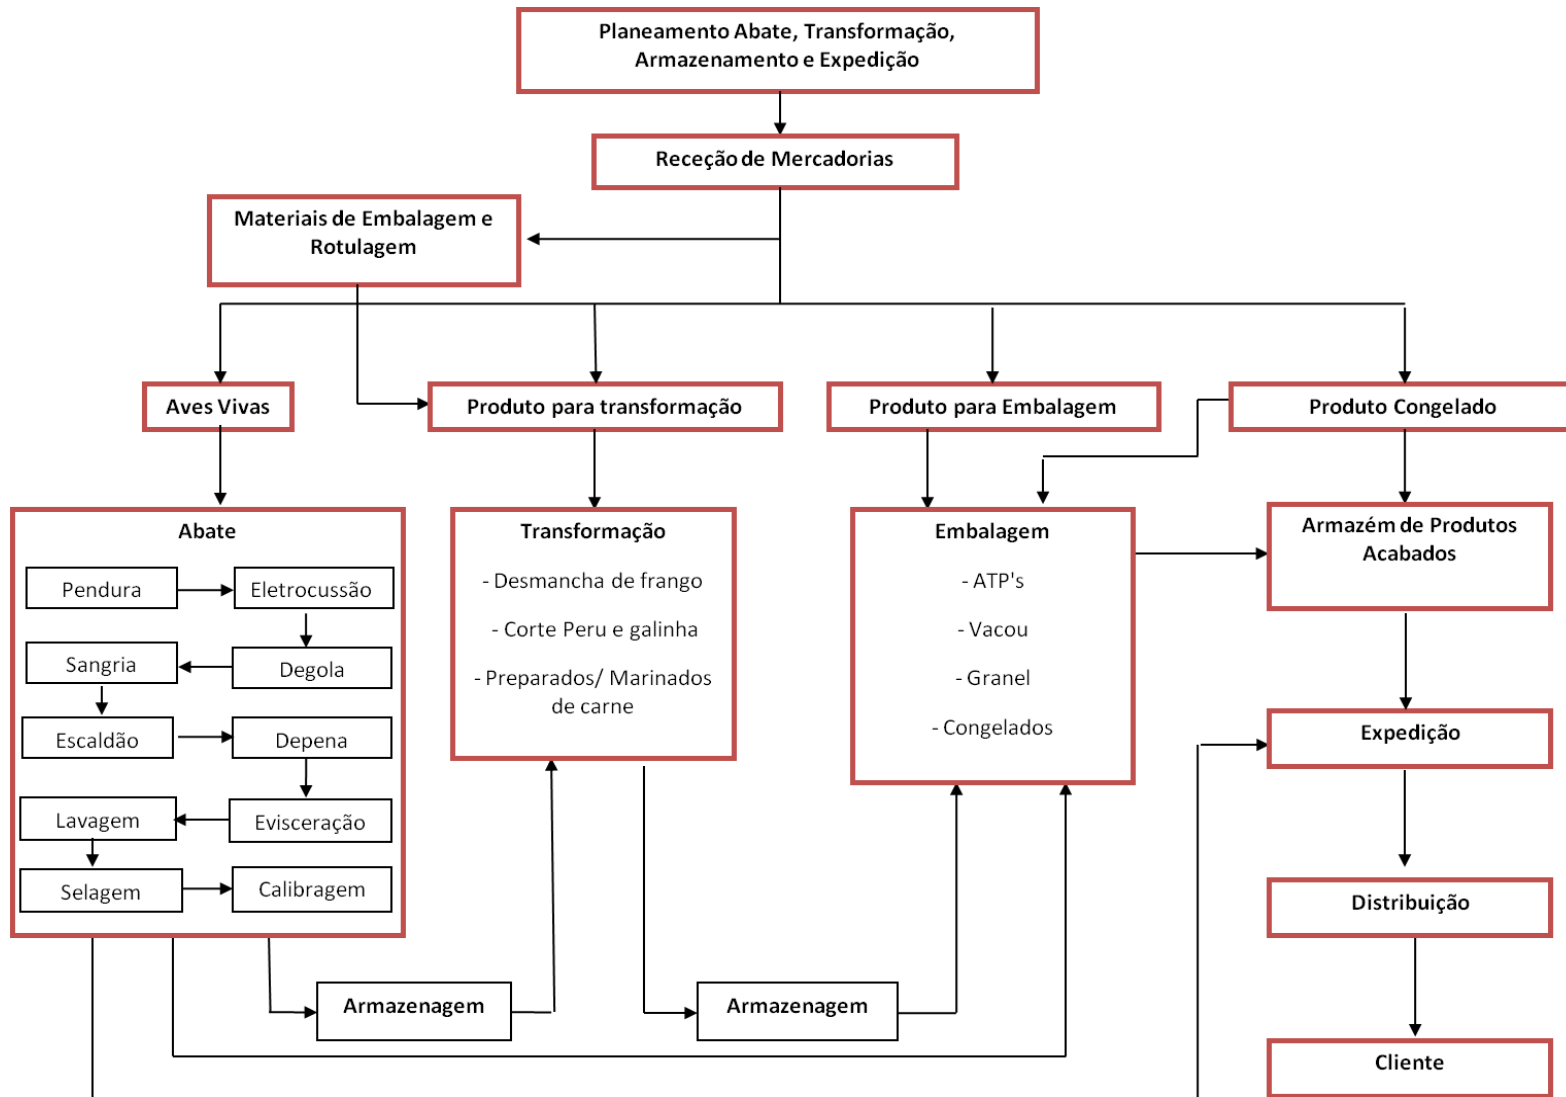 Planeamento Abate, Transformação,
Armazenamento e Expedição
Receção de Mercadorias
Materiais de Embalagem e
Rotulagem
Aves Vivas
Produto para transformação
Produto para Embalagem
Produto Congelado
Abate
Pendura
Eletrocussão
Degola
Sangria
Escaldão
Depena
Evisceração
Lavagem
Selagem
Calibragem
Transformação
- Desmancha de frango
- Corte Peru e galinha
- Preparados/ Marinados
de carne
Embalagem
- ATP's
- Vacou
- Granel
- Congelados
Armazém de Produtos
Acabados
Expedição
Distribuição
Cliente
Armazenagem
Armazenagem